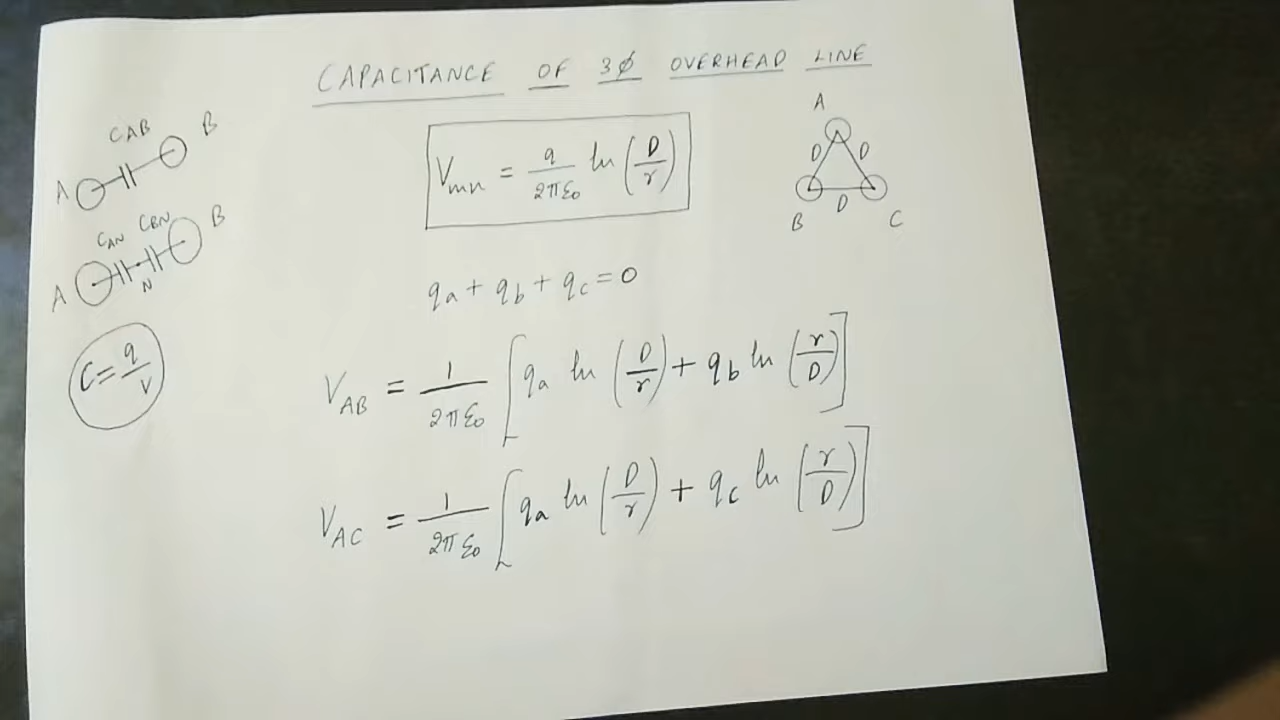 CAPACITANCE OF 3Ø OVERHEAD LINE
CAB
A B
CAN CBN
A N B
C = q/V
Vmn = q/2πε0 ln (D/r)
A
D D
B D C
qa + qb + qc = 0
VAB = 1/2πε0 [qa ln (D/r) + qb ln (r/D)]
VAC = 1/2πε0 [qa ln (D/r) + qc ln (r/D)]